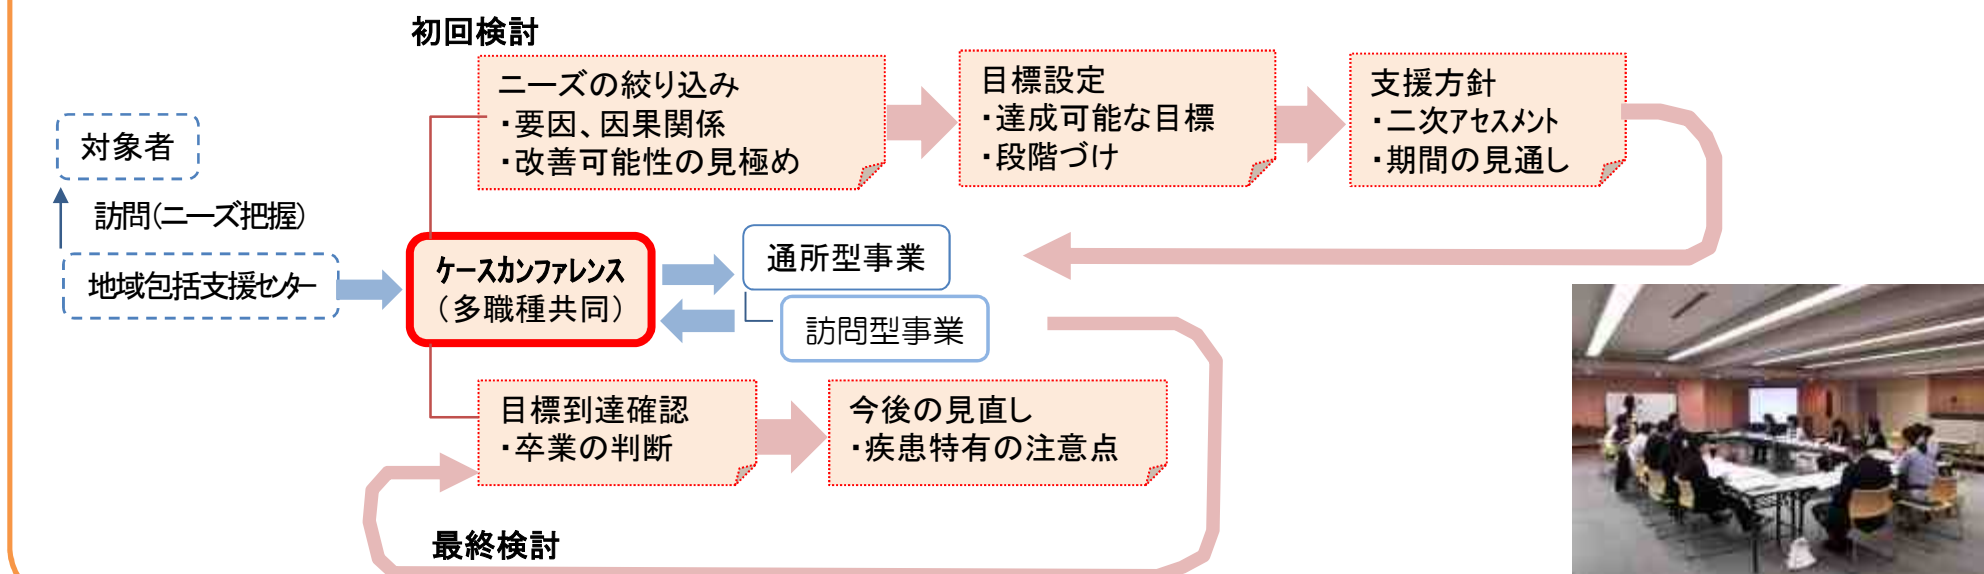 初回検討
ニーズの絞り込み
・要因、因果関係
・改善可能性の見極め
目標設定
・達成可能な目標
・段階づけ
支援方針
・二次アセスメント
・期間の見通し
対象者
訪問(ニーズ把握)
地域包括支援センター
ケースカンファレンス
（多職種共同）
通所型事業
訪問型事業
目標到達確認
・卒業の判断
今後の見直し
・疾患特有の注意点
最終検討